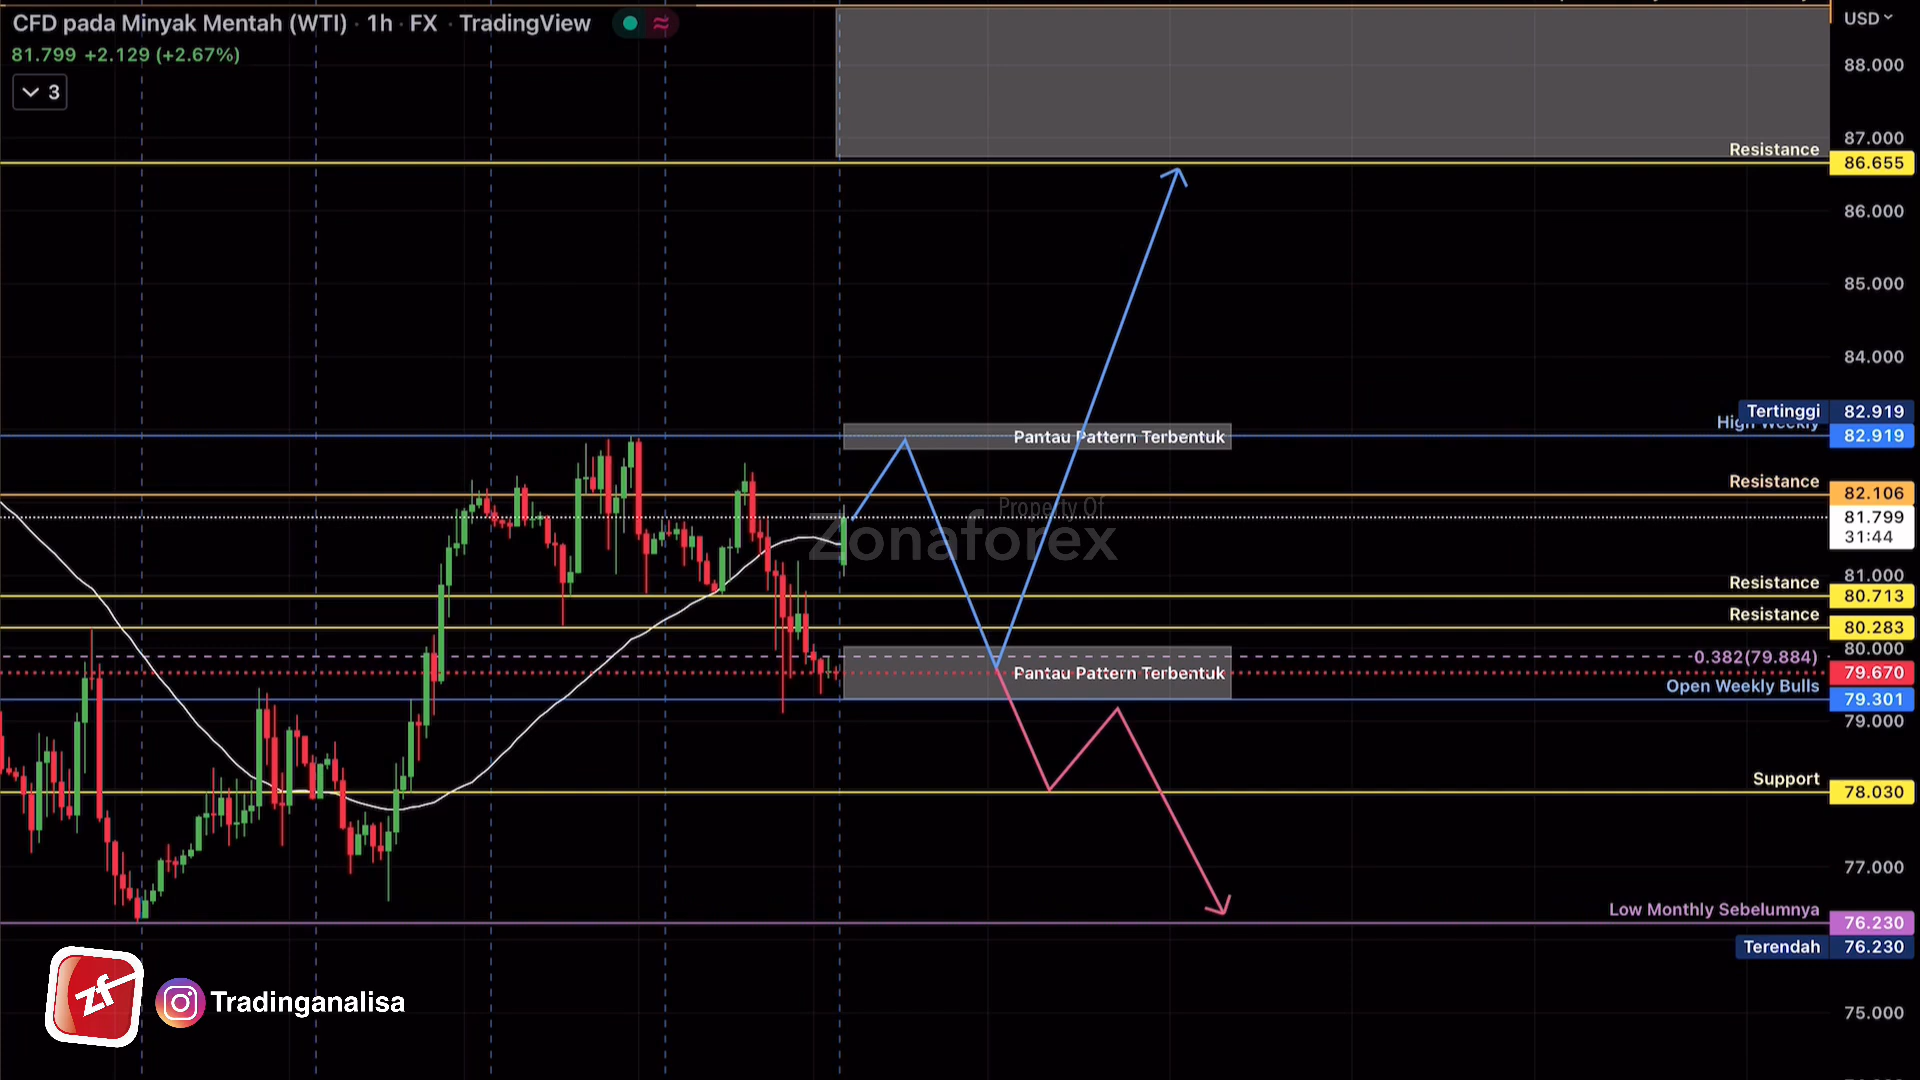 CFD pada Minyak Mentah (WTI) · 1h · FX · TradingView
USD
81.799 +2.129 (+2.67%)
3
88.000
87.000
Resistance
86.655
86.000
85.000
84.000
Tertinggi 82.919
High Weekly
82.919
Pantau Pattern Terbentuk
Resistance
82.106
Property Of
Zonaforex
81.799
31:44
81.000
Resistance
80.713
Resistance
80.283
80.000
0.382(79.884)
Pantau Pattern Terbentuk
79.670
Open Weekly Bulls
79.301
79.000
Support
78.030
77.000
Low Monthly Sebelumnya
76.230
Terendah 76.230
zf
Tradinganalisa
75.000